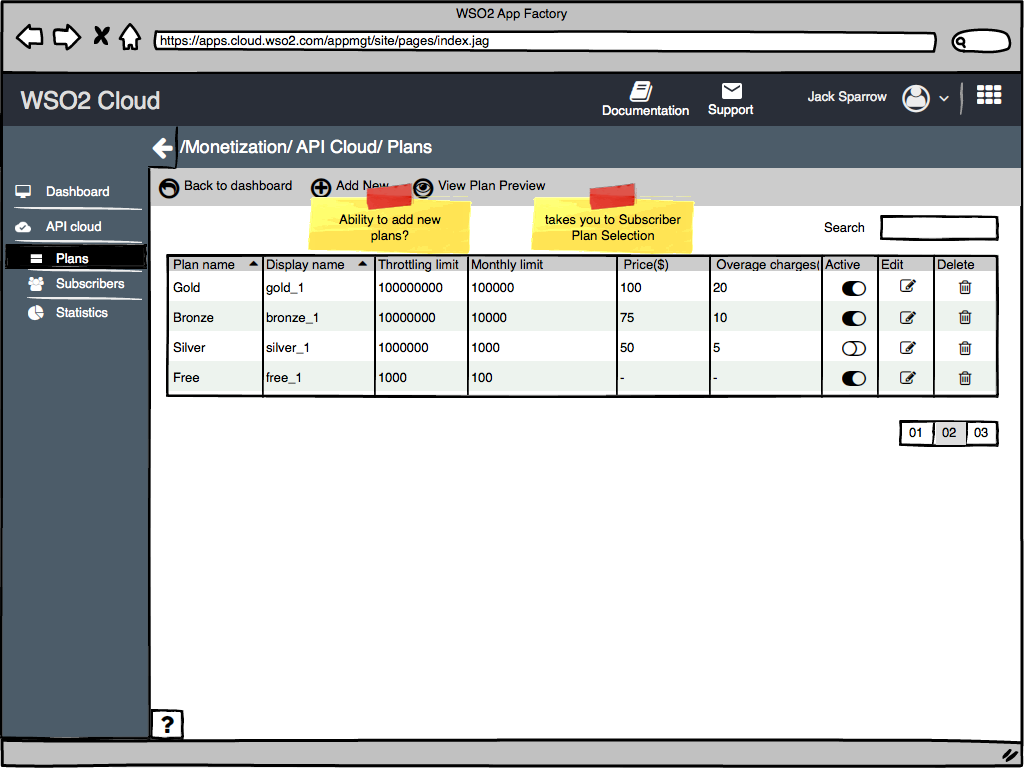 WSO2 App Factory
https://apps.cloud.wso2.com/appmgt/site/pages/index.jag
WSO2 Cloud
Documentation
Support
Jack Sparrow
/Monetization/ API Cloud/ Plans
Dashboard
API cloud
Plans
Subscribers
Statistics
Back to dashboard
Add New
View Plan Preview
Ability to add new
plans?
takes you to Subscriber
Plan Selection
Search
Plan name Display name Throttling limit Monthly limit Price($) Overage charges( Active Edit Delete
Gold gold_1 100000000 100000 100 20
Bronze bronze_1 10000000 10000 75 10
Silver silver_1 1000000 1000 50 5
Free free_1 1000 100 - -
01 02 03
?